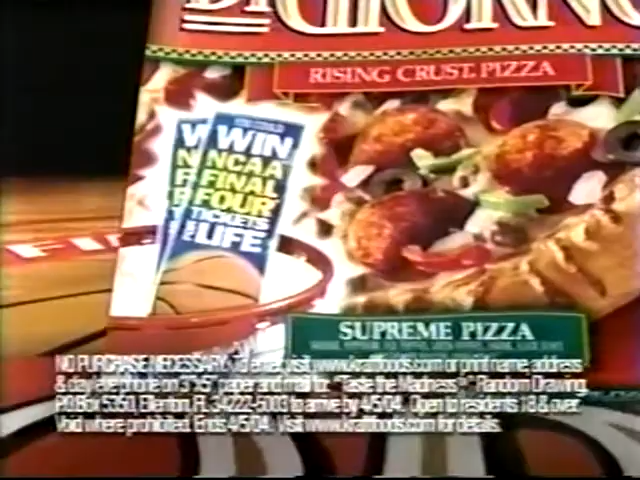 DIGIORNO
RISING CRUST PIZZA
WIN
NCAA
FINAL
FOUR
TICKETS
FOR LIFE
SUPREME PIZZA
NO PURCHASE NECESSARY. To enter, visit www.kraftfoods.com or print name, address
& day telephone on 3"x5" paper and mail to: "Taste the Madness" Random Drawing,
P.O. Box 5350, Ellenton, FL 34222-5003 to arrive by 4/5/04. Open to residents 18 & over.
Void where prohibited. Ends 4/5/04. Visit www.kraftfoods.com for details.